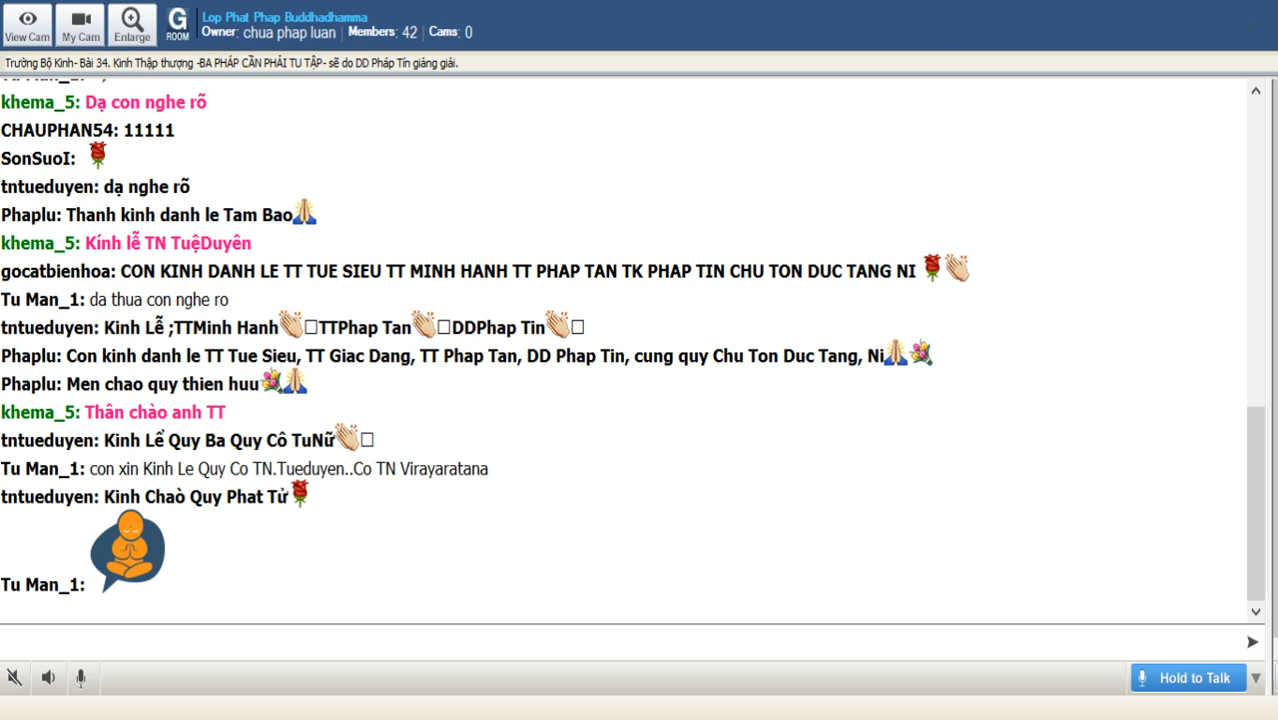 Lop Phat Phap Buddhadhamma
Owner: chua phap luan | Members: 42 | Cams: 0
View Cam
My Cam
Enlarge
G
ROOM
Trường Bộ Kinh- Bài 34. Kinh Thập thượng -BA PHÁP CẦN PHẢI TU TẬP- sẽ do DD Pháp Tín giảng giải.
khema_5: Dạ con nghe rõ
CHAUPHAN54: 11111
SonSuoI:
tntueduyen: dạ nghe rõ
Phaplu: Thanh kinh danh le Tam Bao
khema_5: Kính lễ TN TuệDuyên
gocatbienhoa: CON KINH DANH LE TT TUE SIEU TT MINH HANH TT PHAP TAN TK PHAP TIN CHU TON DUC TANG NI
Tu Man_1: da thua con nghe ro
tntueduyen: Kinh Lễ ;TTMinh Hanh TTPhap Tan DDPhap Tin
Phaplu: Con kinh danh le TT Tue Sieu, TT Giac Dang, TT Phap Tan, DD Phap Tin, cung quy Chu Ton Duc Tang, Ni
Phaplu: Men chao quy thien huu
khema_5: Thân chào anh TT
tntueduyen: Kinh Lể Quy Ba Quy Cô TuNữ
Tu Man_1: con xin Kinh Le Quy Co TN.Tueduyen..Co TN Virayaratana
tntueduyen: Kinh Chaò Quy Phat Tử
Tu Man_1:
Hold to Talk